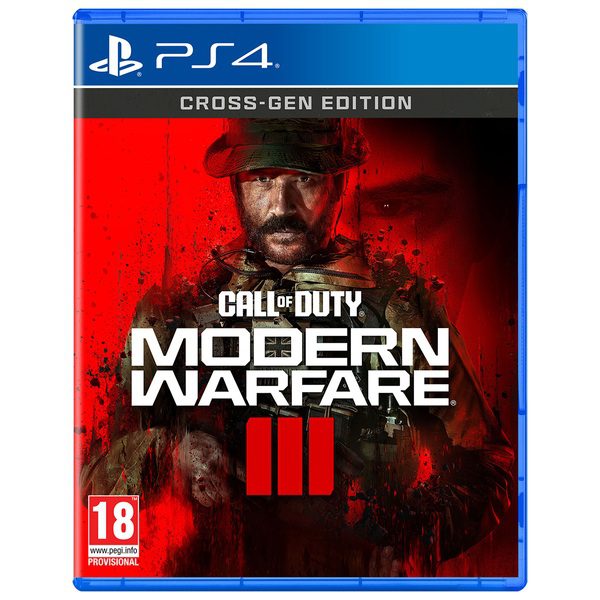 PS4
CROSS-GEN EDITION
CALL OF DUTY®
MODERN
WARFARE®
III
18
www.pegi.info
PROVISIONAL